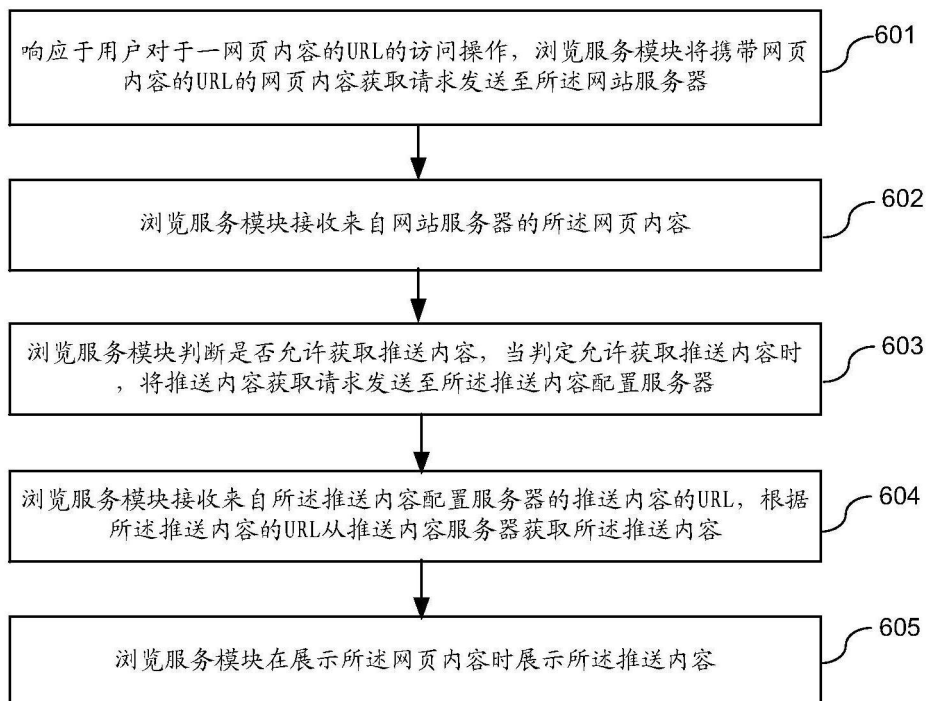 响应于用户对于一网页内容的URL的访问操作，浏览服务模块将携带网页
内容的URL的网页内容获取请求发送至所述网站服务器
601
浏览服务模块接收来自网站服务器的所述网页内容
602
浏览服务模块判断是否允许获取推送内容，当判定允许获取推送内容时
，将推送内容获取请求发送至所述推送内容配置服务器
603
浏览服务模块接收来自所述推送内容配置服务器的推送内容的URL，根据
所述推送内容的URL从推送内容服务器获取所述推送内容
604
浏览服务模块在展示所述网页内容时展示所述推送内容
605